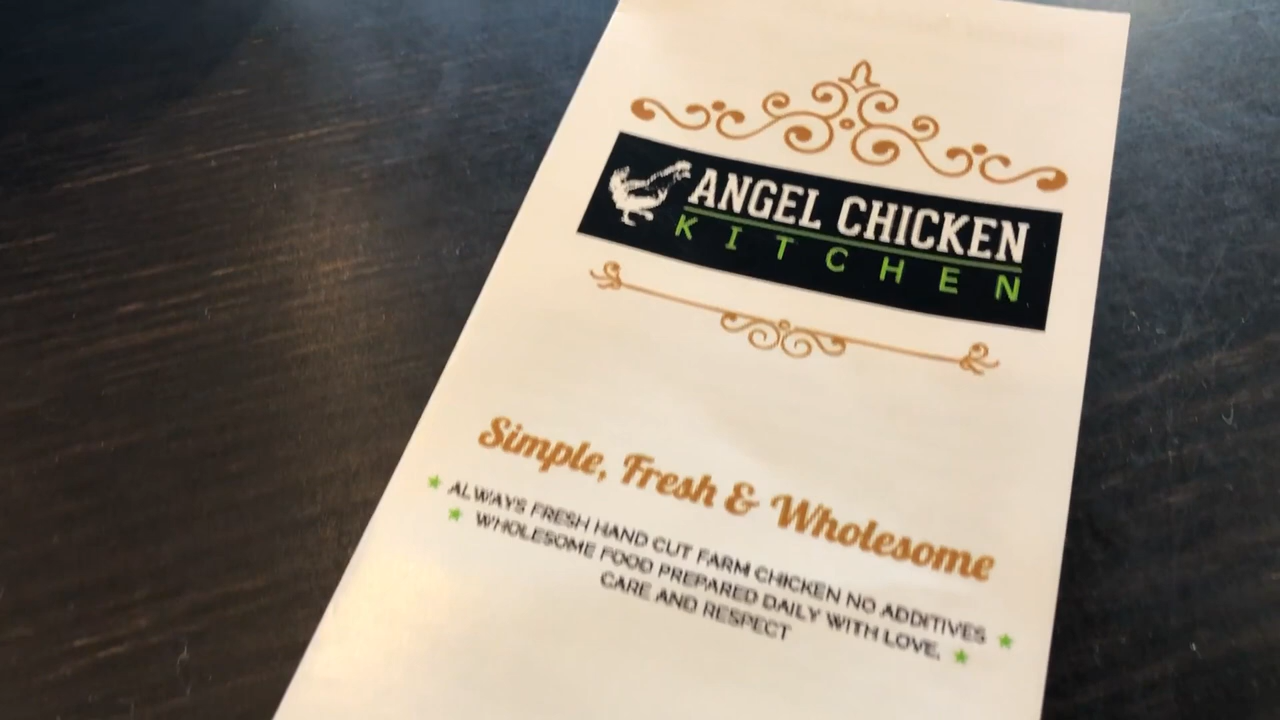 ANGEL CHICKEN
KITCHEN
Simple, Fresh & Wholesome
ALWAYS FRESH HAND CUT FARM CHICKEN NO ADDITIVES
WHOLESOME FOOD PREPARED DAILY WITH LOVE,
CARE AND RESPECT